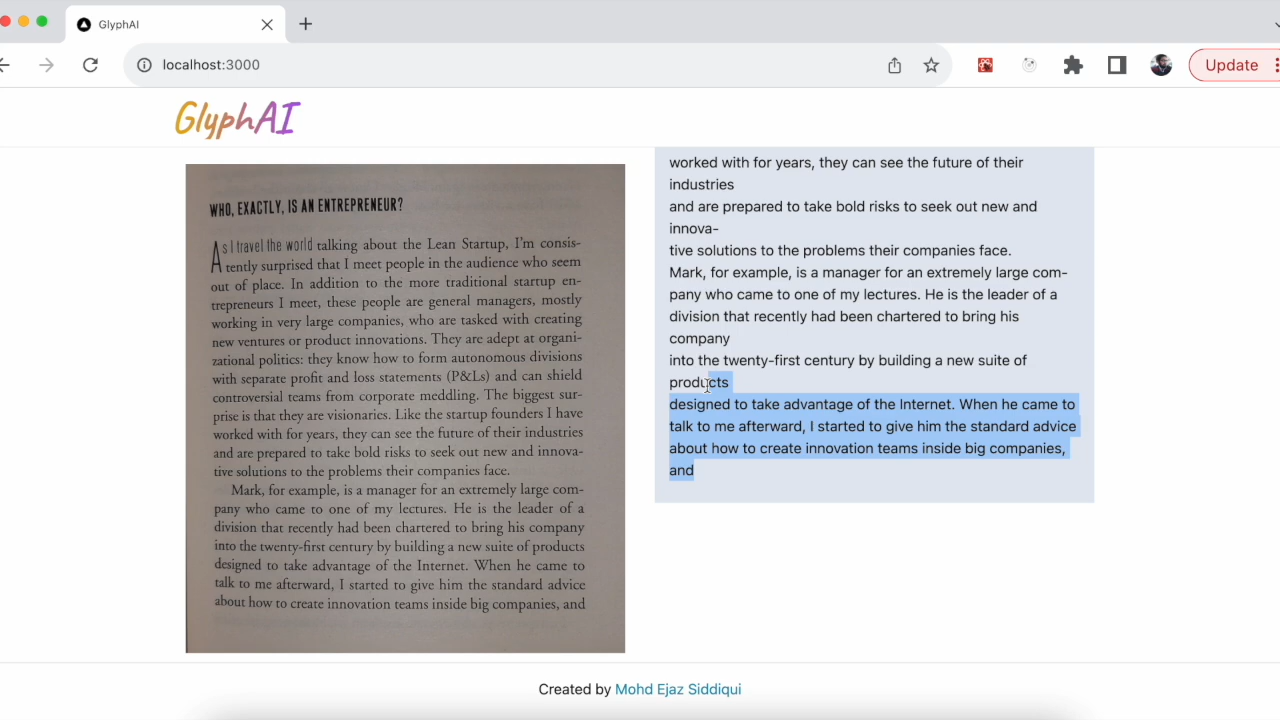 GlyphAI
localhost:3000
Update
GlyphAI
WHO, EXACTLY, IS AN ENTREPRENEUR?
As I travel the world talking about the Lean Startup, I'm consis-
tently surprised that I meet people in the audience who seem
out of place. In addition to the more traditional startup en-
trepreneurs I meet, these people are general managers, mostly
working in very large companies, who are tasked with creating
new ventures or product innovations. They are adept at organi-
zational politics: they know how to form autonomous divisions
with separate profit and loss statements (P&Ls) and can shield
controversial teams from corporate meddling. The biggest sur-
prise is that they are visionaries. Like the startup founders I have
worked with for years, they can see the future of their industries
and are prepared to take bold risks to seek out new and innova-
tive solutions to the problems their companies face.
Mark, for example, is a manager for an extremely large com-
pany who came to one of my lectures. He is the leader of a
division that recently had been chartered to bring his company
into the twenty-first century by building a new suite of products
designed to take advantage of the Internet. When he came to
talk to me afterward, I started to give him the standard advice
about how to create innovation teams inside big companies, and
worked with for years, they can see the future of their
industries
and are prepared to take bold risks to seek out new and
innova-
tive solutions to the problems their companies face.
Mark, for example, is a manager for an extremely large com-
pany who came to one of my lectures. He is the leader of a
division that recently had been chartered to bring his
company
into the twenty-first century by building a new suite of
products
designed to take advantage of the Internet. When he came to
talk to me afterward, I started to give him the standard advice
about how to create innovation teams inside big companies,
and
Created by Mohd Ejaz Siddiqui